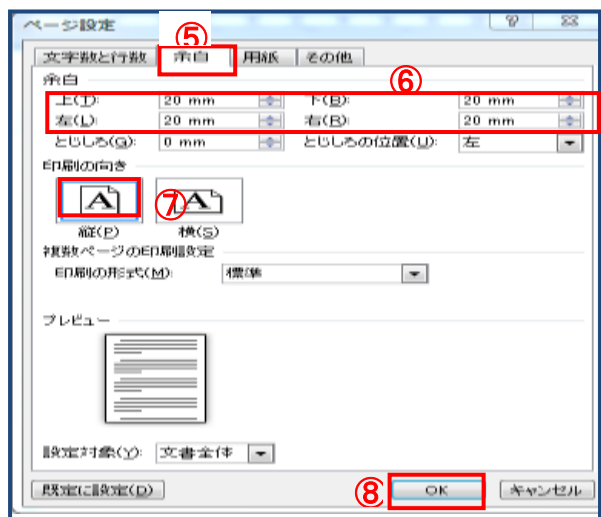 ページ設定
⑤
文字数と行数 余白 用紙 その他
余白 ⑥
上(T): 20 mm 下(B): 20 mm
左(L): 20 mm 右(R): 20 mm
とじしろ(G): 0 mm とじしろの位置(U): 左
印刷の向き
A ⑦ A
縦(P) 横(S)
複数ページの印刷設定
印刷の形式(M): 標準
プレビュー
設定対象(Y): 文書全体
既定に設定(D) ⑧ OK キャンセル